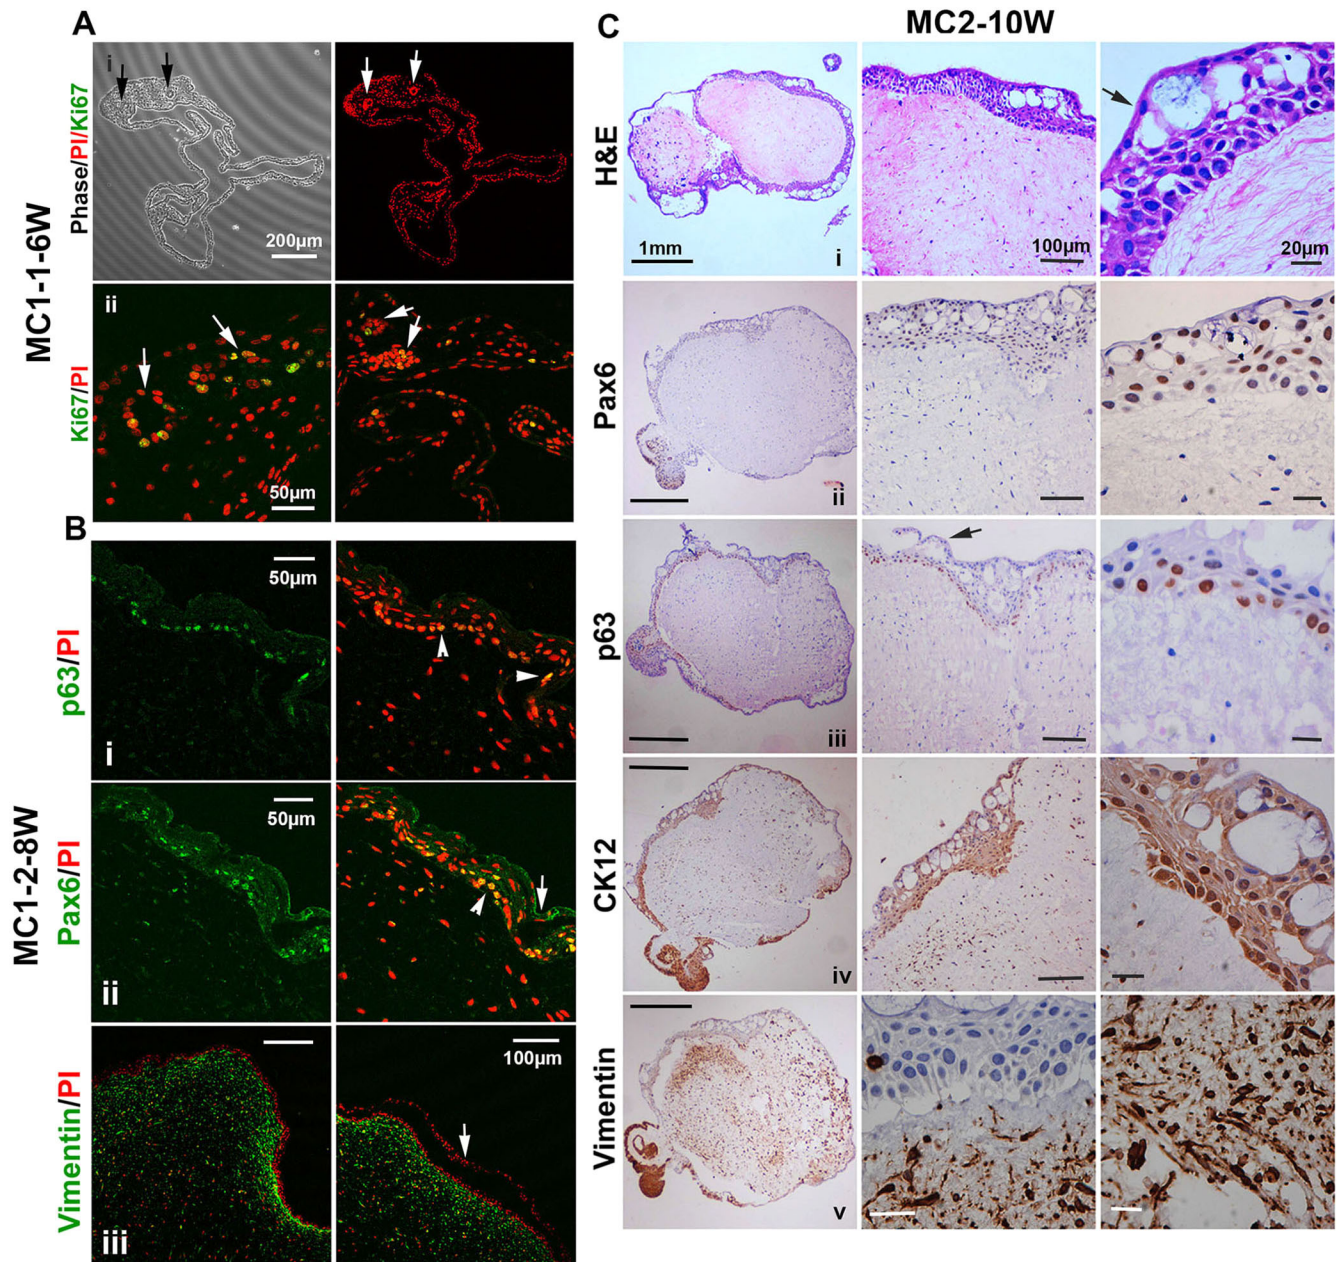 A
MC1-1-6W
Phase/PI/Ki67
i
200µm
Ki67/PI
ii
50µm
B
MC1-2-8W
p63/PI
i
50µm
Pax6/PI
ii
50µm
Vimentin/PI
iii
100µm
C
MC2-10W
H&E
1mm
i
100µm
20µm
Pax6
ii
p63
iii
CK12
iv
Vimentin
v